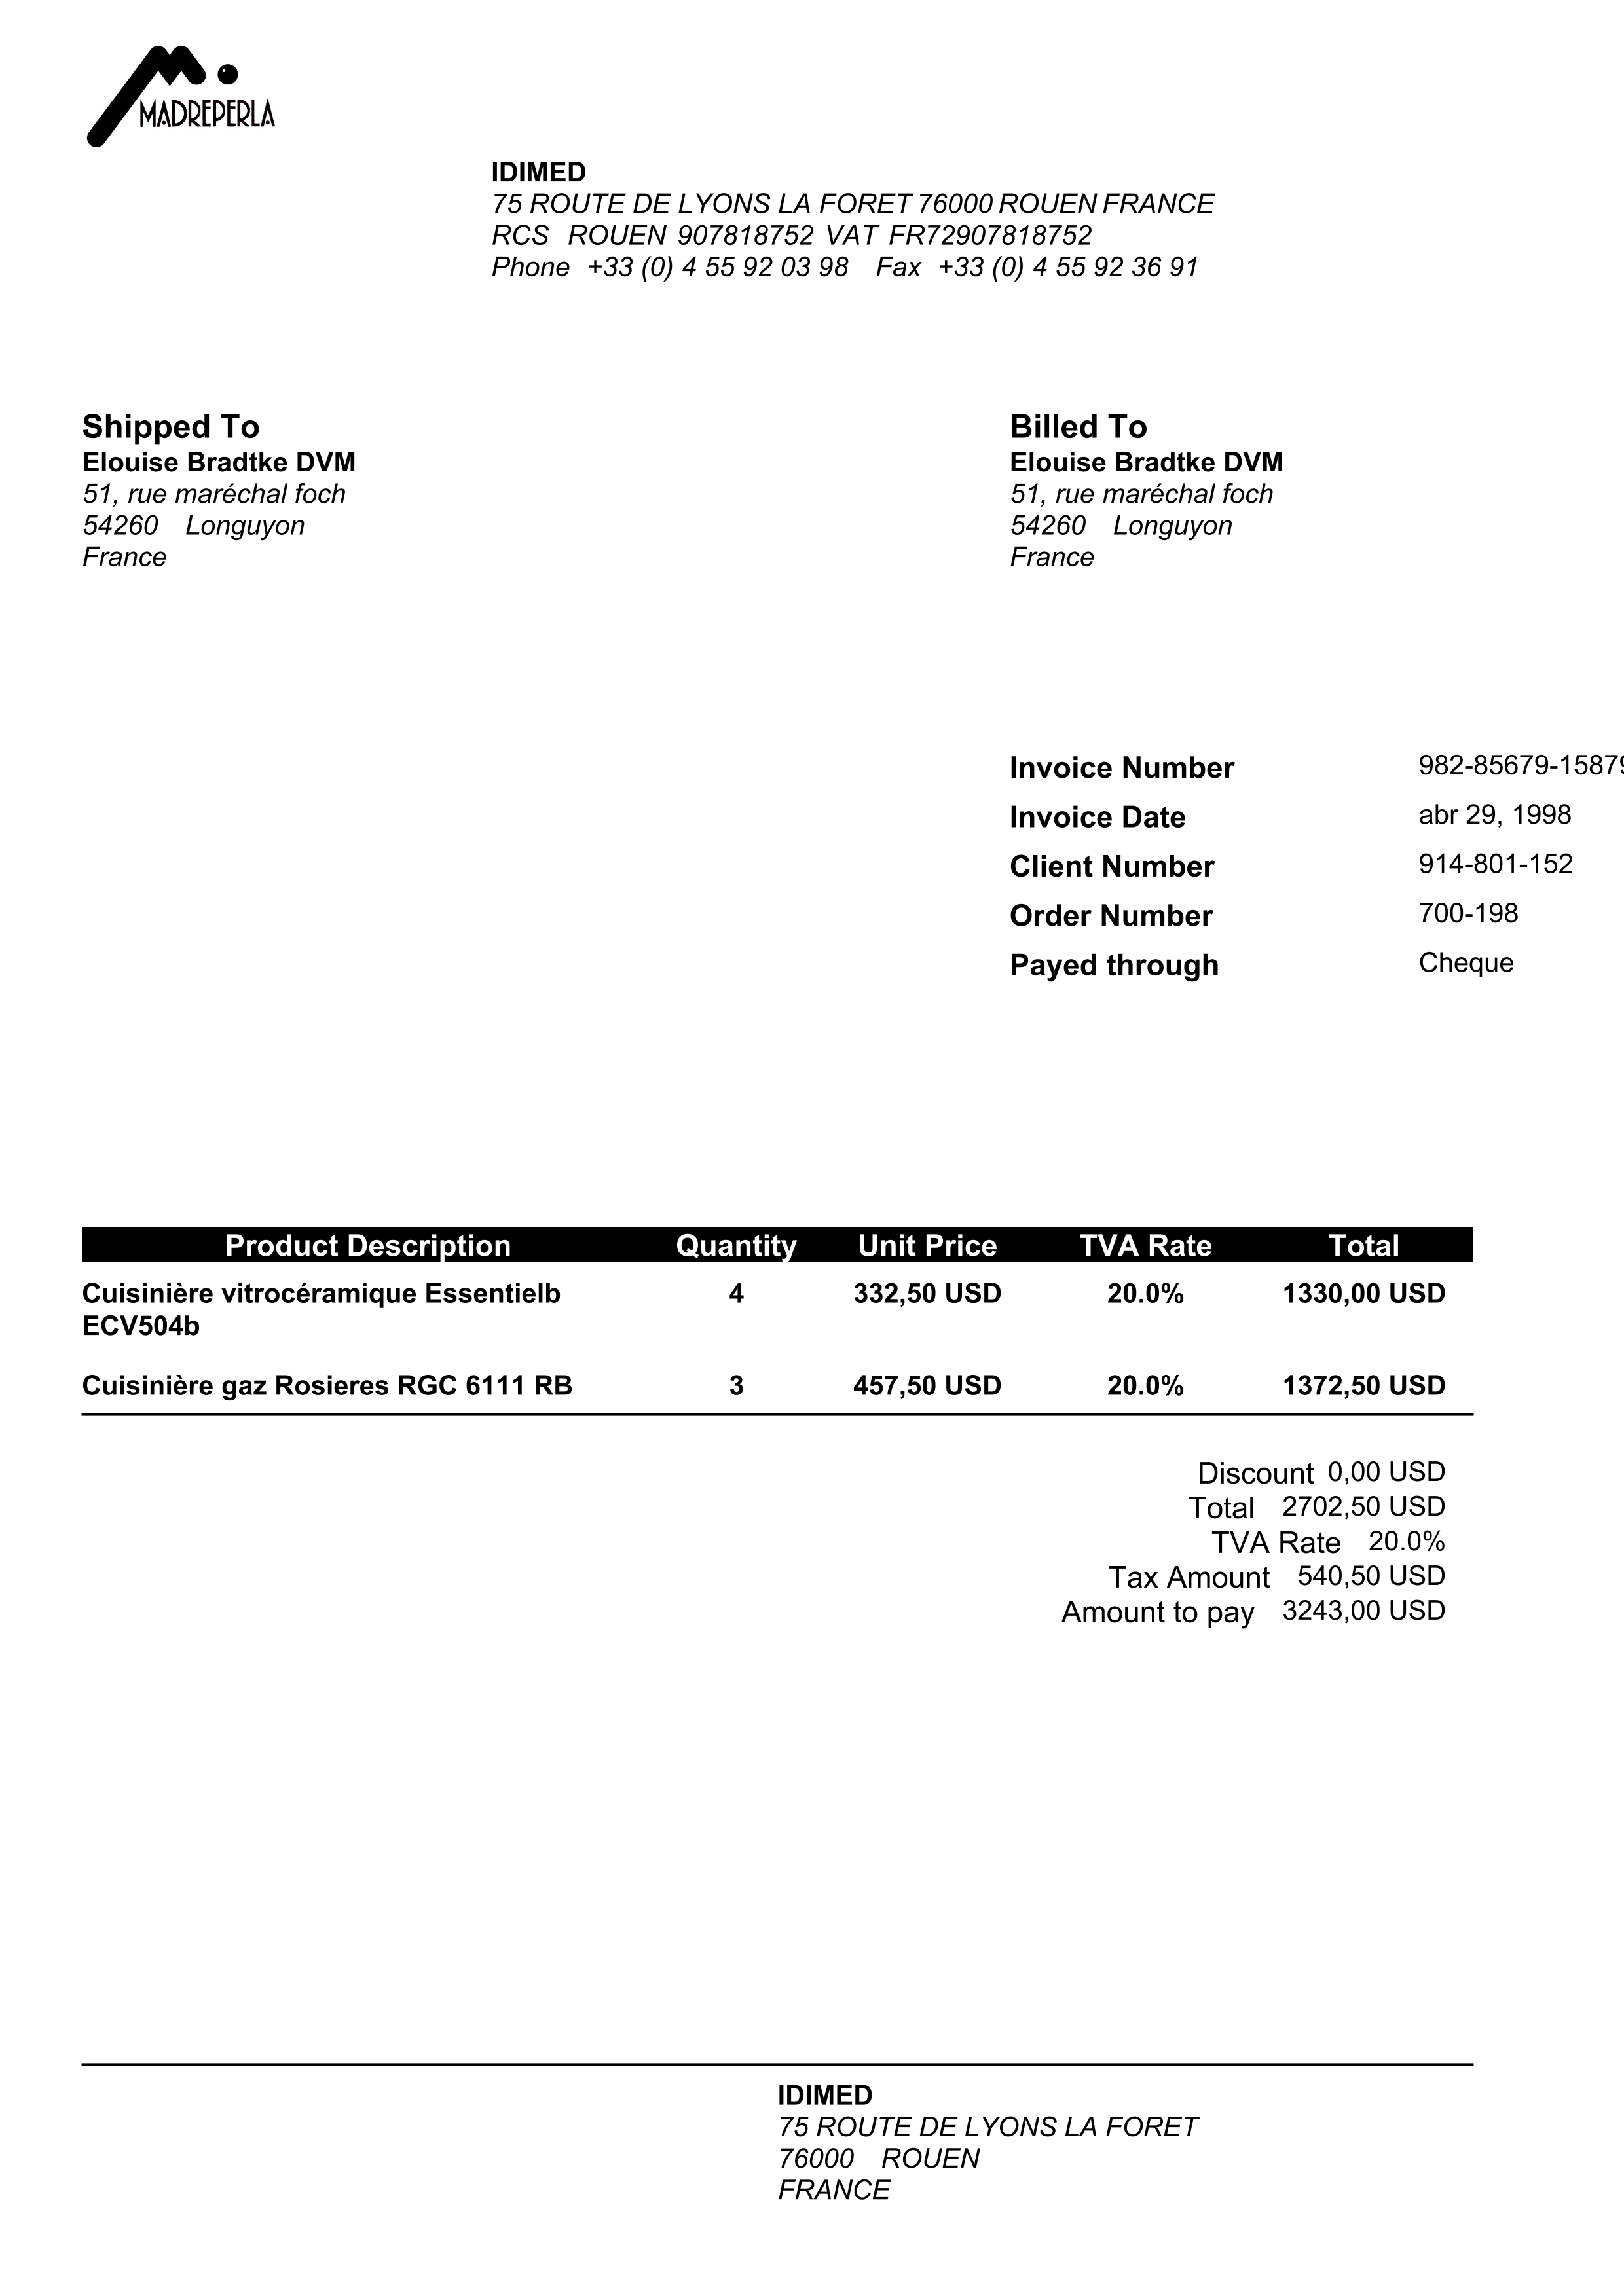 MADREPERLA
IDIMED
75 ROUTE DE LYONS LA FORET 76000 ROUEN FRANCE
RCS ROUEN 907818752 VAT FR72907818752
Phone +33 (0) 4 55 92 03 98 Fax +33 (0) 4 55 92 36 91
Shipped To
Elouise Bradtke DVM
51, rue maréchal foch
54260 Longuyon
France
Billed To
Elouise Bradtke DVM
51, rue maréchal foch
54260 Longuyon
France
Invoice Number 982-85679-15879
Invoice Date abr 29, 1998
Client Number 914-801-152
Order Number 700-198
Payed through Cheque
Product Description Quantity Unit Price TVA Rate Total
Cuisinière vitrocéramique Essentielb 4 332,50 USD 20.0% 1330,00 USD
ECV504b
Cuisinière gaz Rosieres RGC 6111 RB 3 457,50 USD 20.0% 1372,50 USD
Discount 0,00 USD
Total 2702,50 USD
TVA Rate 20.0%
Tax Amount 540,50 USD
Amount to pay 3243,00 USD
IDIMED
75 ROUTE DE LYONS LA FORET
76000 ROUEN
FRANCE